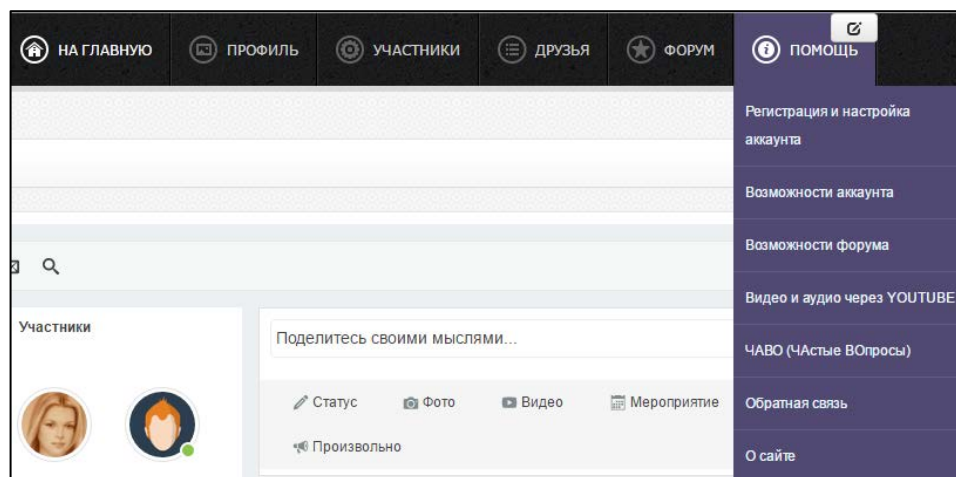 НА ГЛАВНУЮ ПРОФИЛЬ УЧАСТНИКИ ДРУЗЬЯ ФОРУМ ПОМОЩЬ
Регистрация и настройка
аккаунта
Возможности аккаунта
Возможности форума
Видео и аудио через YOUTUBE
ЧАВО (ЧАстые ВОпросы)
Обратная связь
О сайте
Участники
Поделитесь своими мыслями...
Статус Фото Видео Мероприятие
Произвольно